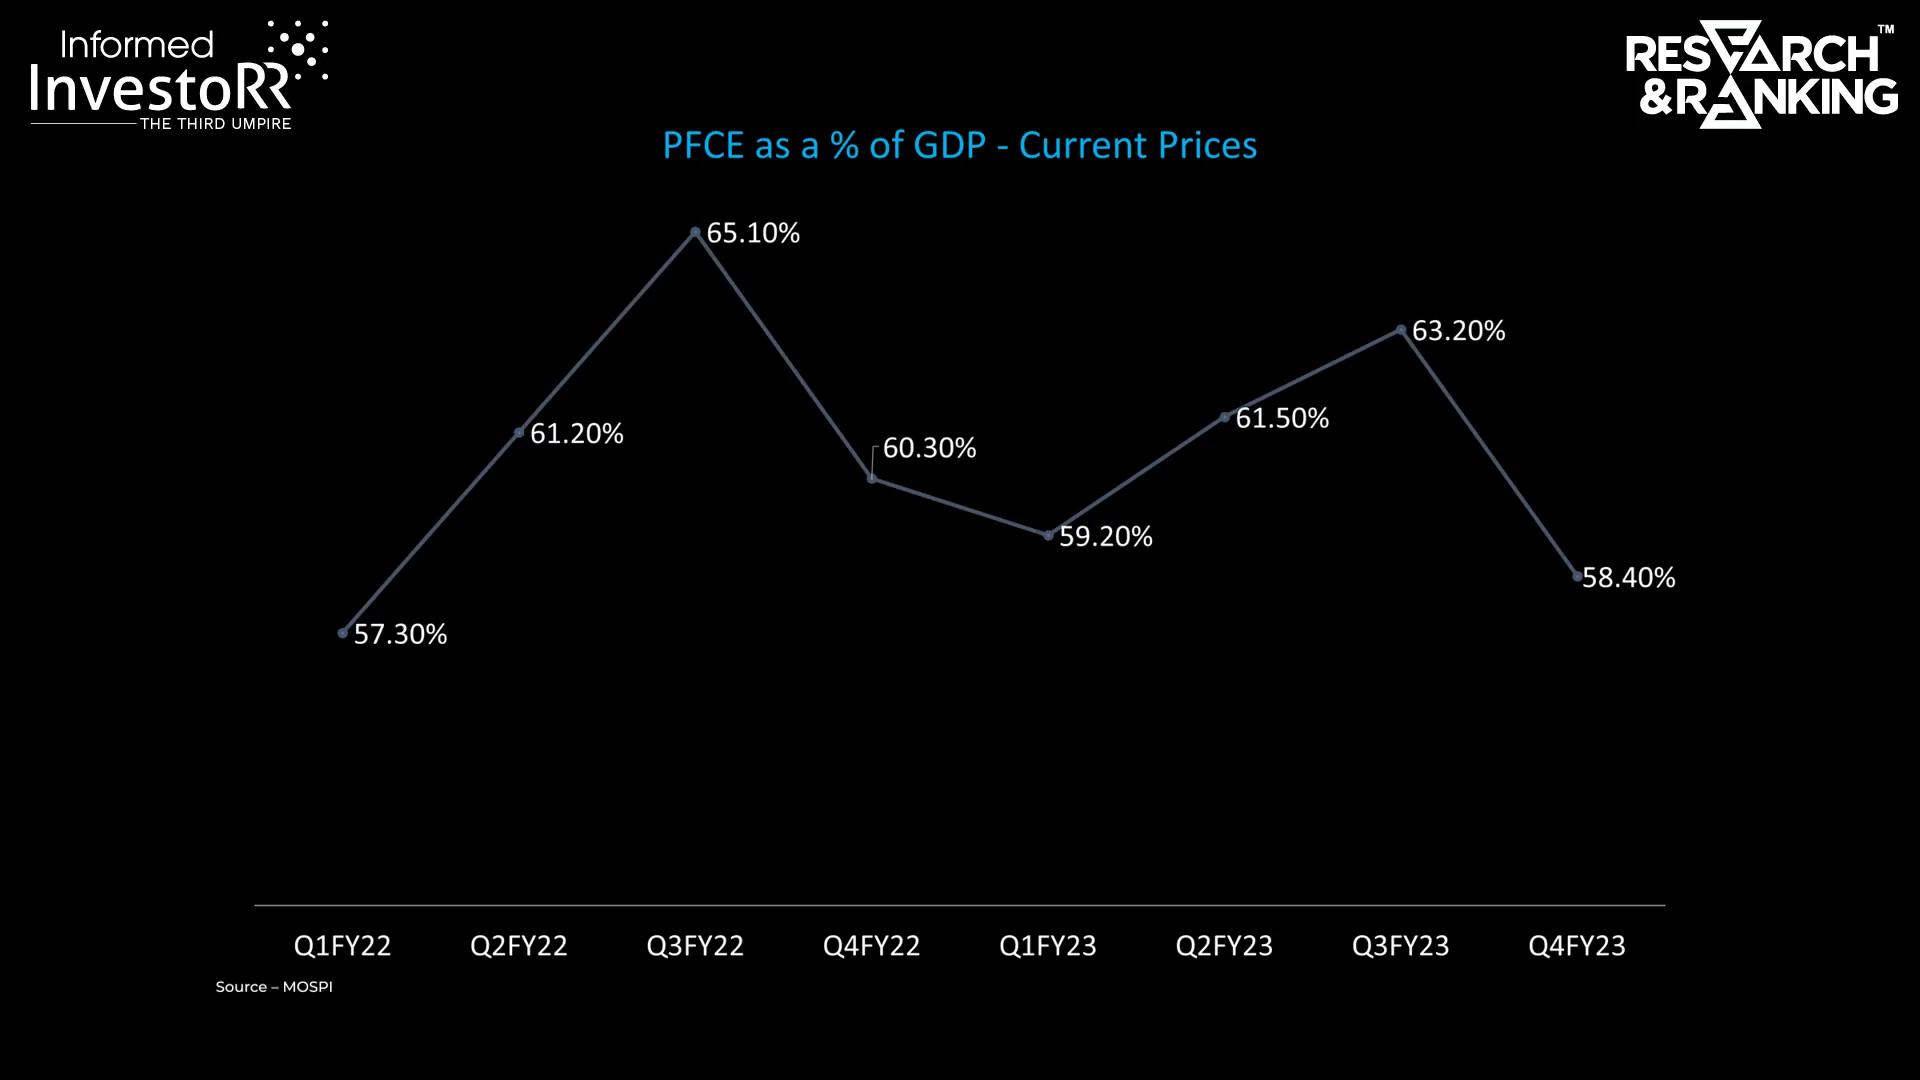 Informed
InvestoRR
THE THIRD UMPIRE
RESEARCH™
&RANKING
PFCE as a % of GDP - Current Prices
65.10%
63.20%
61.50%
61.20%
60.30%
59.20%
58.40%
57.30%
Q1FY22 Q2FY22 Q3FY22 Q4FY22 Q1FY23 Q2FY23 Q3FY23 Q4FY23
Source – MOSPI